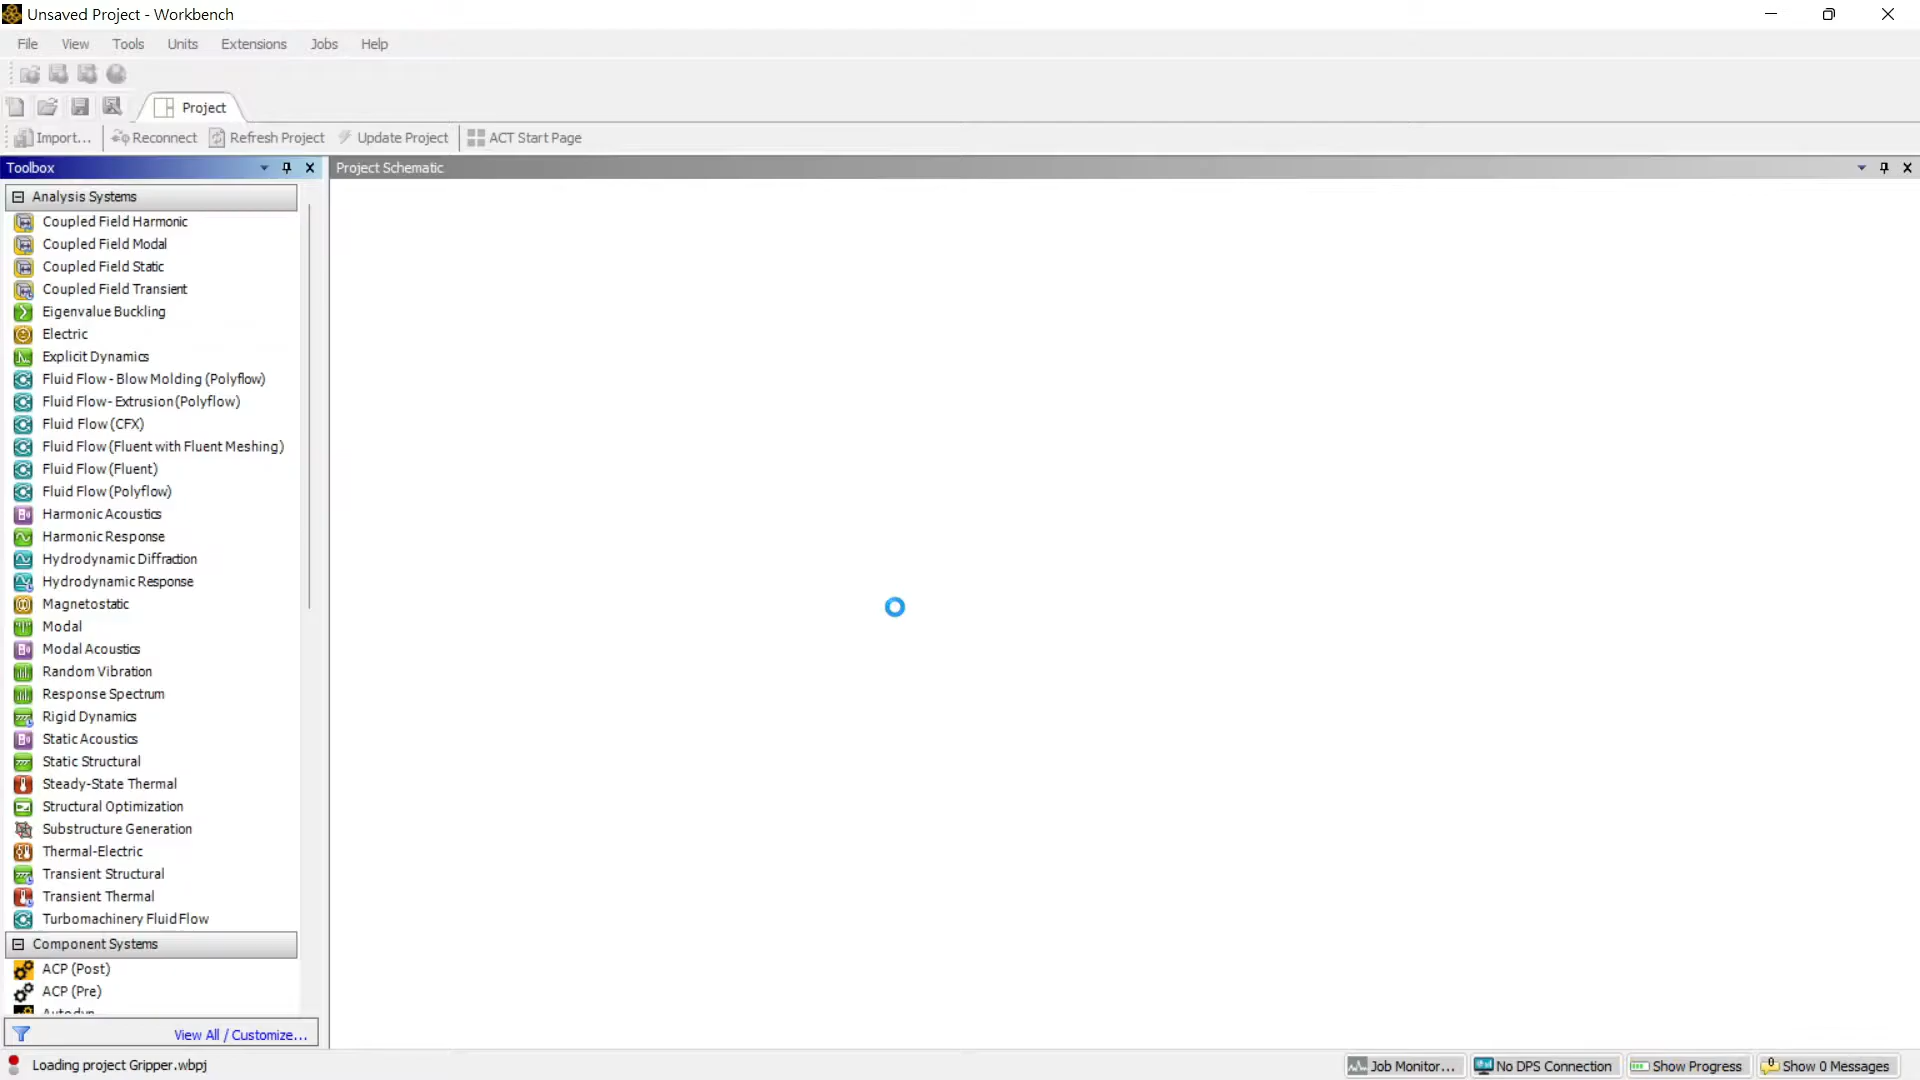 Unsaved Project - Workbench
File View Tools Units Extensions Jobs Help
Project
Import... Reconnect Refresh Project Update Project ACT Start Page
Toolbox
Project Schematic
Analysis Systems
Coupled Field Harmonic
Coupled Field Modal
Coupled Field Static
Coupled Field Transient
Eigenvalue Buckling
Electric
Explicit Dynamics
Fluid Flow - Blow Molding (Polyflow)
Fluid Flow- Extrusion (Polyflow)
Fluid Flow (CFX)
Fluid Flow (Fluent with Fluent Meshing)
Fluid Flow (Fluent)
Fluid Flow (Polyflow)
Harmonic Acoustics
Harmonic Response
Hydrodynamic Diffraction
Hydrodynamic Response
Magnetostatic
Modal
Modal Acoustics
Random Vibration
Response Spectrum
Rigid Dynamics
Static Acoustics
Static Structural
Steady-State Thermal
Structural Optimization
Substructure Generation
Thermal-Electric
Transient Structural
Transient Thermal
Turbomachinery Fluid Flow
Component Systems
ACP (Post)
ACP (Pre)
Autodyn
View All / Customize...
Loading project Gripper.wbpj
Job Monitor... No DPS Connection Show Progress 0 Show 0 Messages